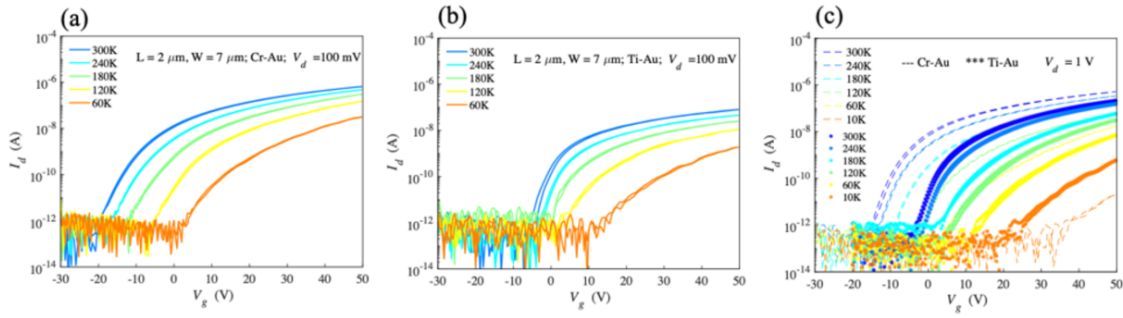 (a)
10⁻⁴
10⁻⁶
10⁻⁸
10⁻¹⁰
10⁻¹²
10⁻¹⁴
I_d (A)
300K
240K
180K
120K
60K
L = 2 μm, W = 7 μm; Cr-Au; V_d =100 mV
-30 -20 -10 0 10 20 30 40 50
V_g (V)
(b)
10⁻⁴
10⁻⁶
10⁻⁸
10⁻¹⁰
10⁻¹²
10⁻¹⁴
I_d (A)
300K
240K
180K
120K
60K
L = 2 μm, W = 7 μm; Ti-Au; V_d =100 mV
-30 -20 -10 0 10 20 30 40 50
V_g (V)
(c)
10⁻⁴
10⁻⁶
10⁻⁸
10⁻¹⁰
10⁻¹²
10⁻¹⁴
I_d (A)
300K
240K
180K
120K
60K
10K
300K
240K
180K
120K
60K
10K
--- Cr-Au *** Ti-Au V_d = 1 V
-30 -20 -10 0 10 20 30 40 50
V_g (V)